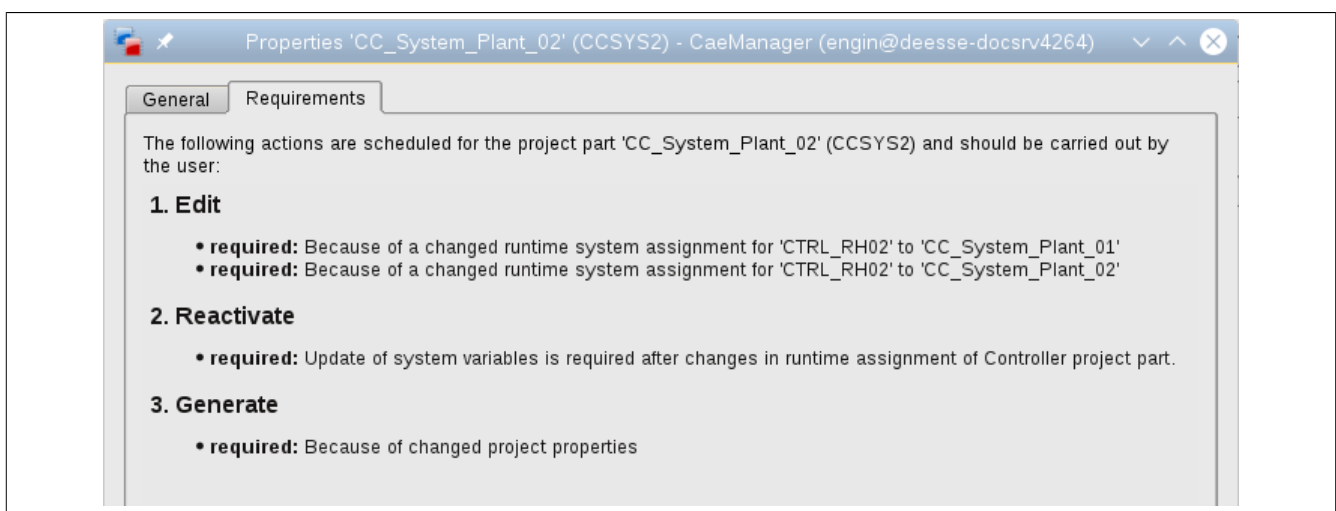 Properties 'CC_System_Plant_02' (CCSYS2) - CaeManager (engin@deesse-docsrv4264)
General Requirements
The following actions are scheduled for the project part 'CC_System_Plant_02' (CCSYS2) and should be carried out by
the user:
1. Edit
• required: Because of a changed runtime system assignment for 'CTRL_RH02' to 'CC_System_Plant_01'
• required: Because of a changed runtime system assignment for 'CTRL_RH02' to 'CC_System_Plant_02'
2. Reactivate
• required: Update of system variables is required after changes in runtime assignment of Controller project part.
3. Generate
• required: Because of changed project properties